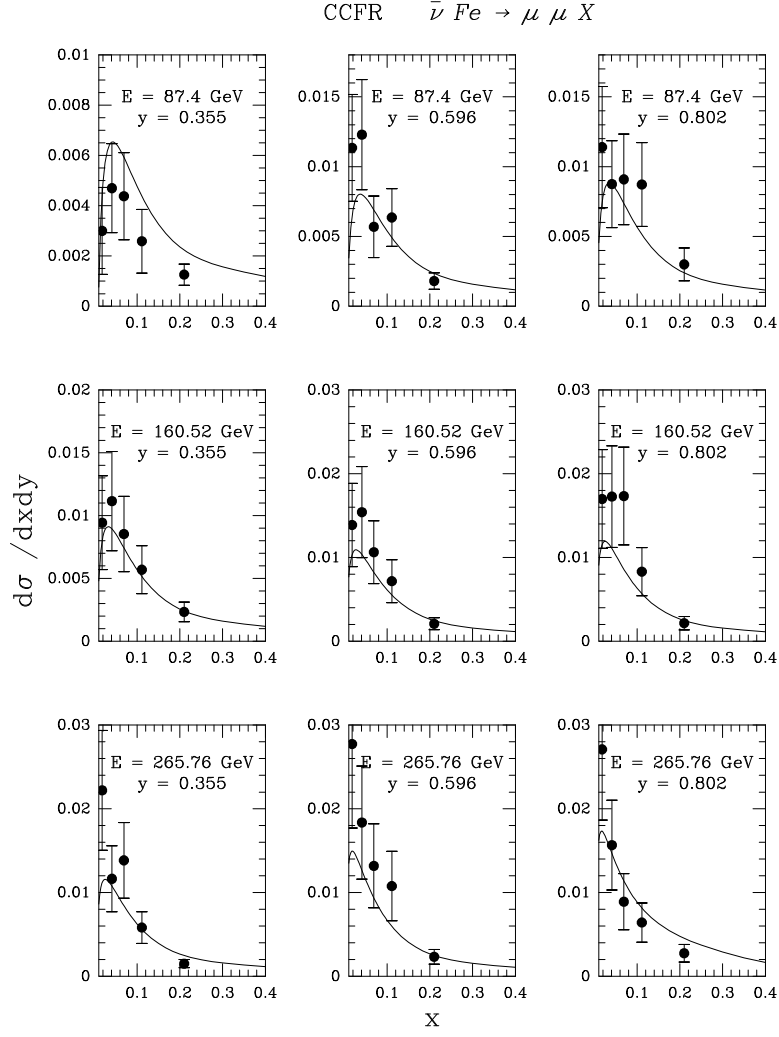 CCFR ν̄ Fe → μ μ X
0.01
0.008
0.006
0.004
0.002
0
E = 87.4 GeV
y = 0.355
0.1 0.2 0.3 0.4
0.015
0.01
0.005
0
E = 87.4 GeV
y = 0.596
0.1 0.2 0.3 0.4
0.015
0.01
0.005
0
E = 87.4 GeV
y = 0.802
0.1 0.2 0.3 0.4
dσ /dxdy
0.02
0.015
0.01
0.005
0
E = 160.52 GeV
y = 0.355
0.1 0.2 0.3 0.4
0.03
0.02
0.01
0
E = 160.52 GeV
y = 0.596
0.1 0.2 0.3 0.4
0.03
0.02
0.01
0
E = 160.52 GeV
y = 0.802
0.1 0.2 0.3 0.4
0.03
0.02
0.01
0
E = 265.76 GeV
y = 0.355
0.1 0.2 0.3 0.4
0.03
0.02
0.01
0
E = 265.76 GeV
y = 0.596
0.1 0.2 0.3 0.4
0.03
0.02
0.01
0
E = 265.76 GeV
y = 0.802
0.1 0.2 0.3 0.4
x